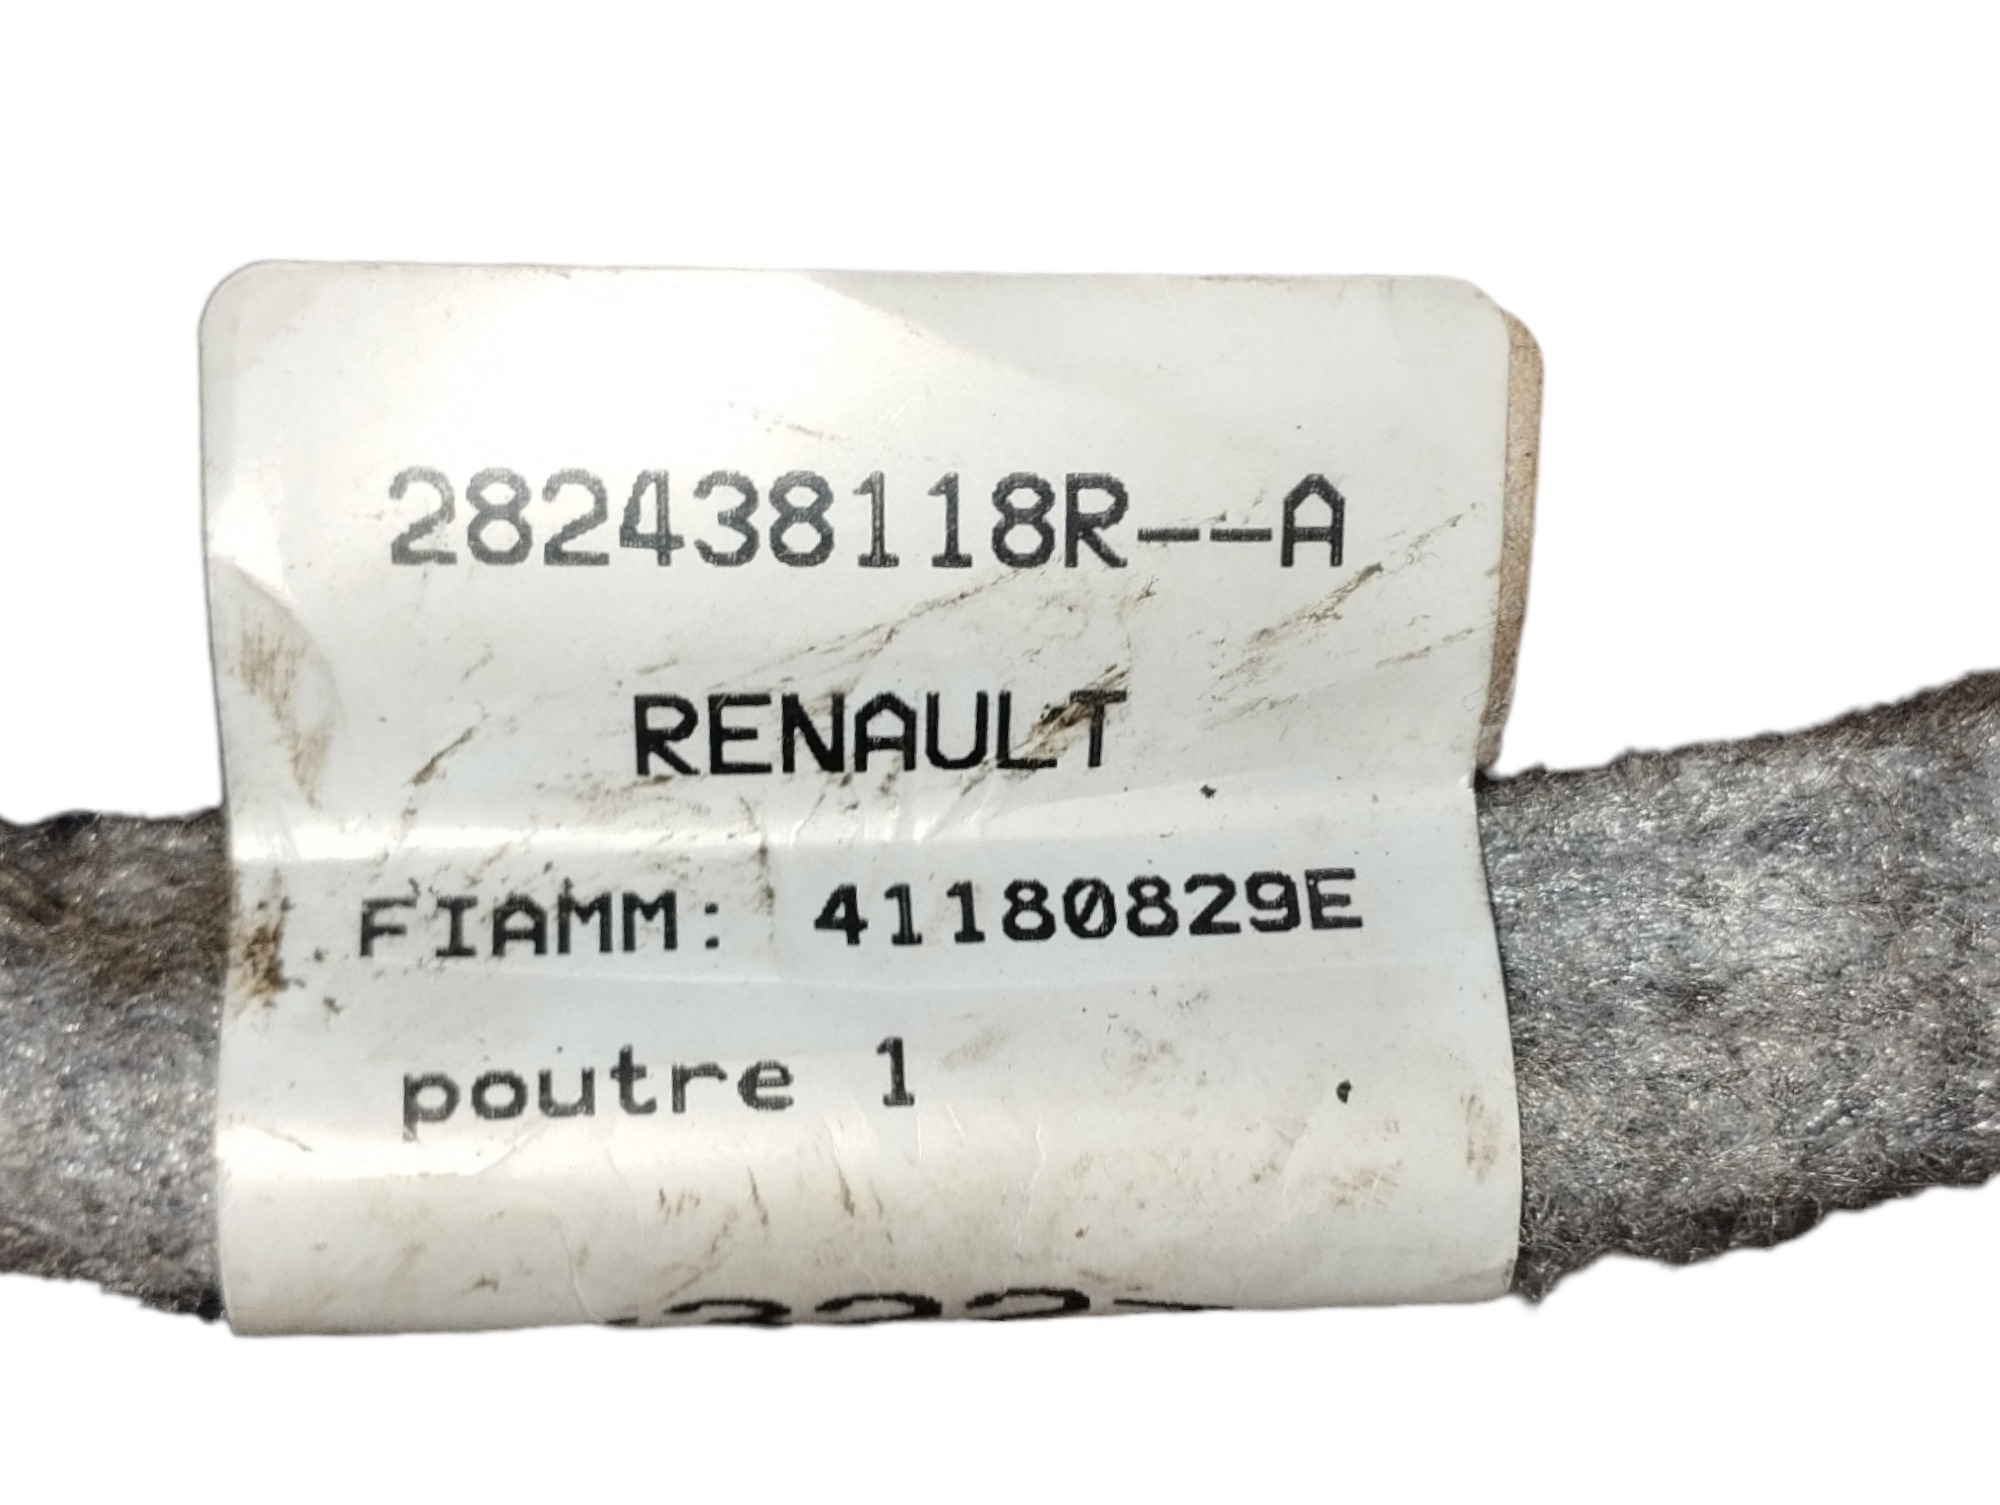 282438118R--A
RENAULT
FIAMM: 41180829E
poutre 1